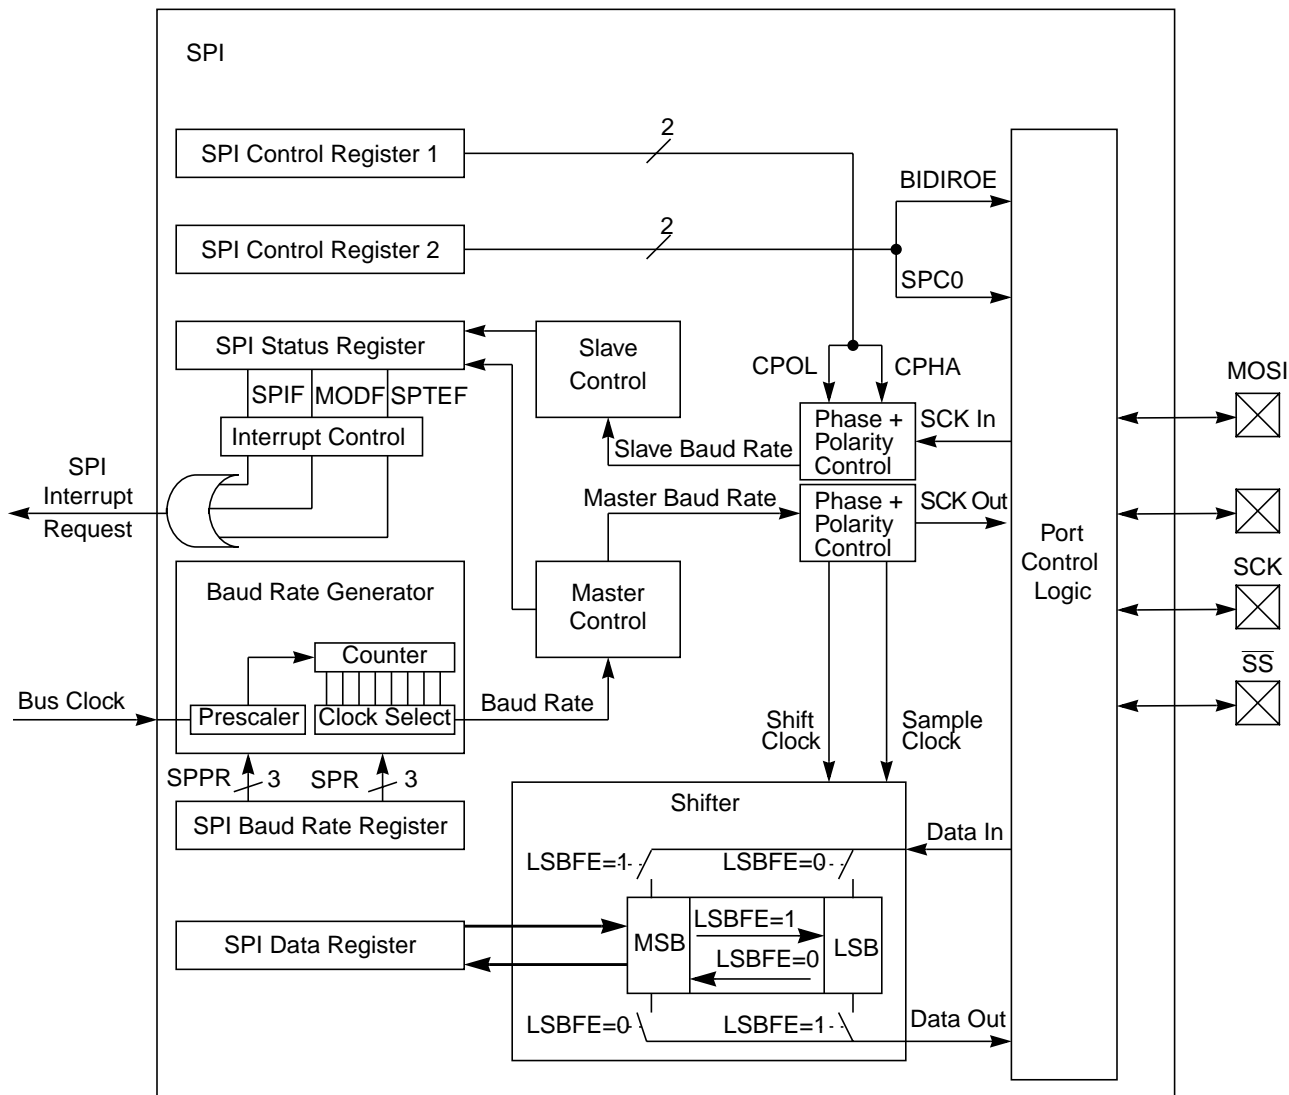 SPI
SPI Control Register 1
2
BIDIROE
SPI Control Register 2
2
SPC0
SPI Status Register
Slave
Control
CPOL
CPHA
MOSI
SPIF
MODF
SPTEF
Interrupt Control
Phase +
Polarity
Control
SCK In
Slave Baud Rate
SPI
Interrupt
Request
Master Baud Rate
Phase +
Polarity
Control
SCK Out
Port
Control
Logic
SCK
Baud Rate Generator
Master
Control
Counter
SS
Bus Clock
Prescaler
Clock Select
Baud Rate
Shift
Clock
Sample
Clock
SPPR
3
SPR
3
Shifter
SPI Baud Rate Register
Data In
LSBFE=1
LSBFE=0
SPI Data Register
MSB
LSBFE=1
LSBFE=0
LSB
LSBFE=0
LSBFE=1
Data Out